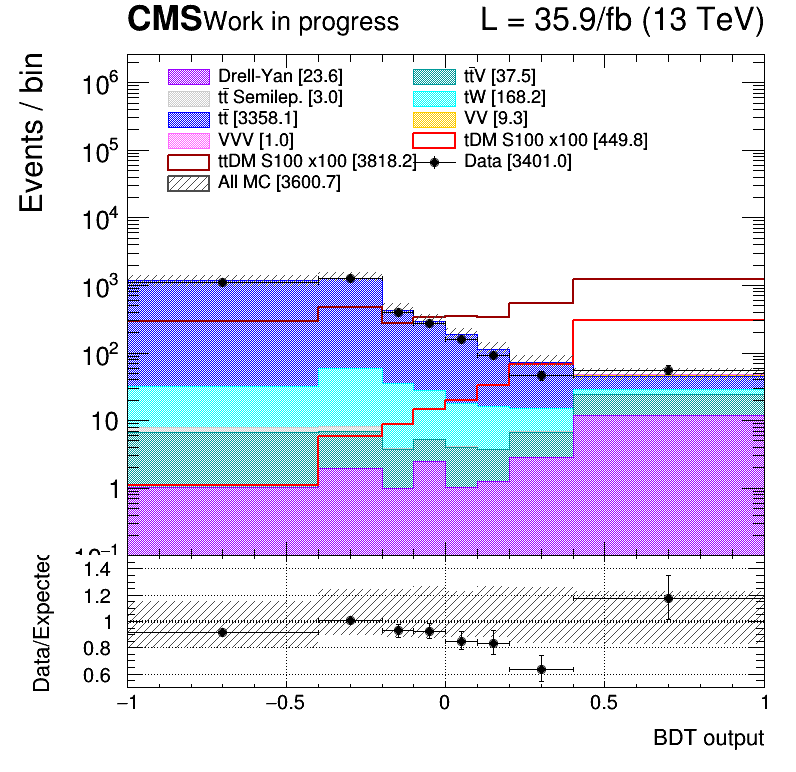 CMS Work in progress L = 35.9/fb (13 TeV)
Events / bin
Drell-Yan [23.6] tt̄V [37.5]
tt̄ Semilep. [3.0] tW [168.2]
tt̄ [3358.1] VV [9.3]
VVV [1.0] tDM S100 x100 [449.8]
ttDM S100 x100 [3818.2] Data [3401.0]
All MC [3600.7]
10⁶
10⁵
10⁴
10³
10²
10
1
10⁻¹
Data/Expected
1.4
1.2
1
0.8
0.6
−1 −0.5 0 0.5 1
BDT output